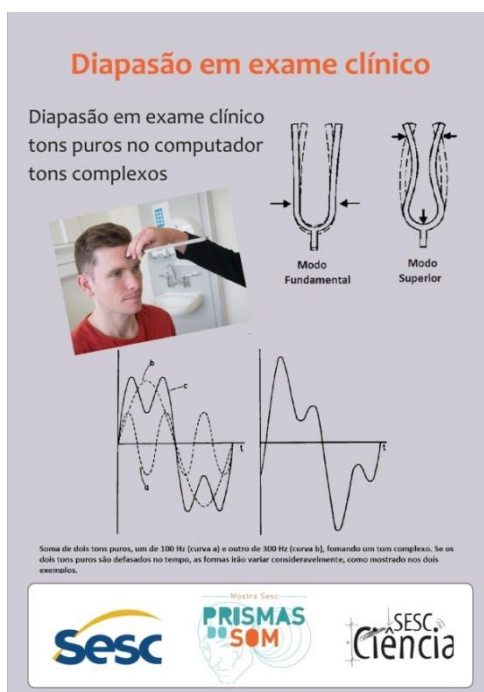 Diapasão em exame clínico
Diapasão em exame clínico
tons puros no computador
tons complexos
Modo
Fundamental
Modo
Superior
b
c
a
t
t
Soma de dois tons puros, um de 100 Hz (curva a) e outro de 300 Hz (curva b), fomando um tom complexo. Se os
dois tons puros são defasados no tempo, as formas irão variar consideravelmente, como mostrado nos dois
exemplos.
Sesc
Mostra Sesc
PRISMAS
DO SOM
SESC
Ciência